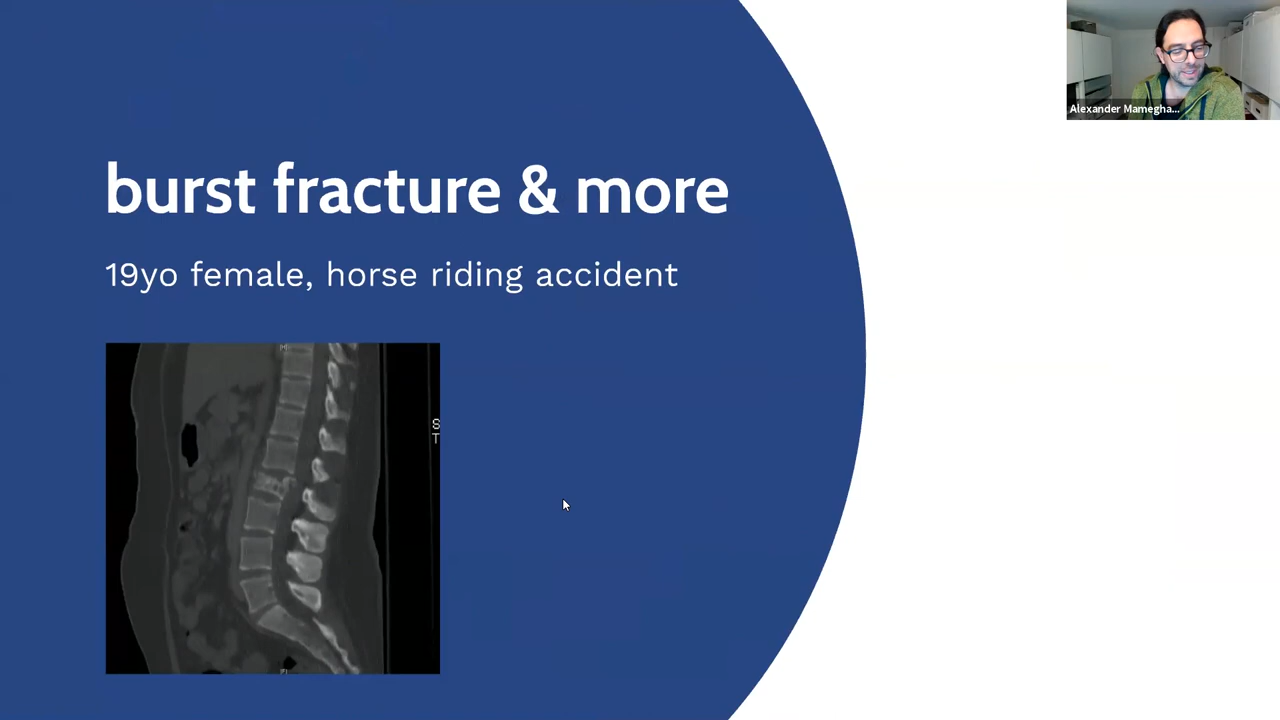 burst fracture & more
19yo female, horse riding accident
Alexander Mamegha...
[H]
S
T
[F]